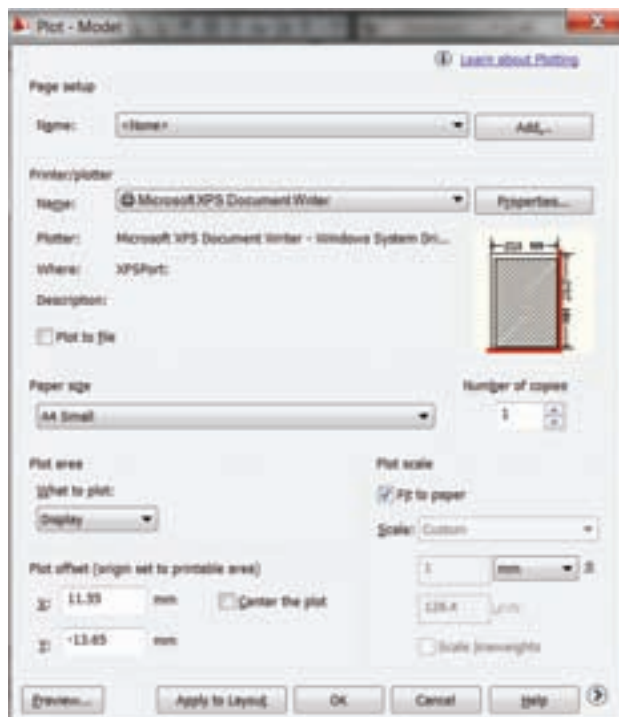 Plot - Model
Learn about Plotting
Page setup
Name: <None> Add...
Printer/plotter
Name: Microsoft XPS Document Writer Properties...
Plotter: Microsoft XPS Document Writer - Windows System Dri...
Where: XPSPort:
Description:
Plot to file
Paper size
Number of copies
A4 Small
1
Plot area
Plot scale
What to plot:
Fit to paper
Display
Scale: Custom
Plot offset (origin set to printable area)
1 mm
X: 11.55 mm Center the plot
Y: -13.65 mm
Scale lineweights
Preview... Apply to Layout OK Cancel Help